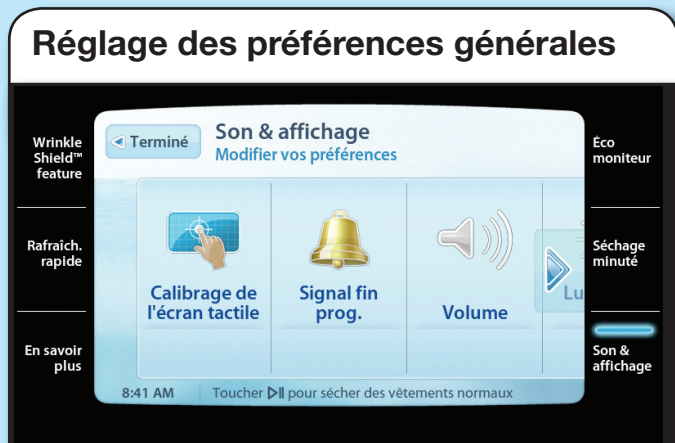 Réglage des préférences générales
Wrinkle
Shield™
feature
Rafraîch.
rapide
En savoir
plus
Terminé
Son & affichage
Modifier vos préférences
Calibrage de
l'écran tactile
Signal fin
prog.
Volume
Lu
8:41 AM
Toucher ▷II pour sécher des vêtements normaux
Éco
moniteur
Séchage
minuté
Son &
affichage